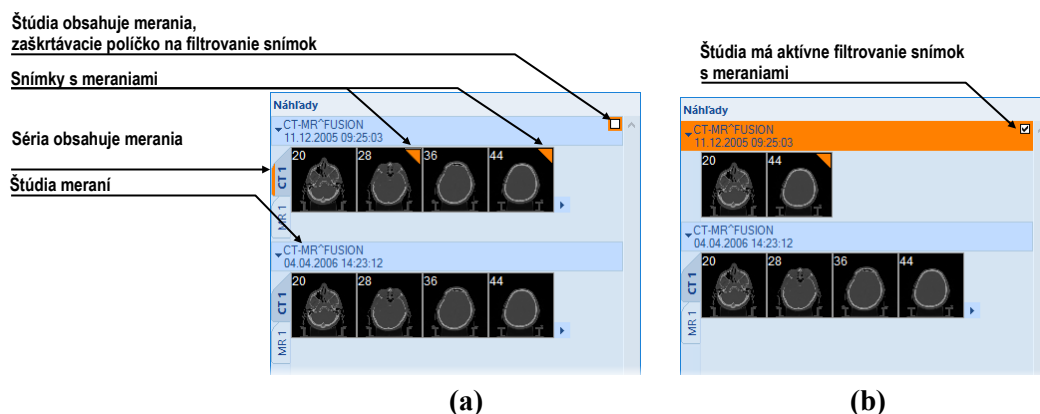 Štúdia obsahuje merania,
zaškrtávacie políčko na filtrovanie snímok
Snímky s meraniami
Séria obsahuje merania
Štúdia meraní
Náhľady
CT-MR^FUSION
11.12.2005 09:25:03
20 28 36 44
CT 1
MR 1
CT-MR^FUSION
04.04.2006 14:23:12
20 28 36 44
CT 1
MR 1
(a)
Štúdia má aktívne filtrovanie snímok
s meraniami
Náhľady
CT-MR^FUSION
11.12.2005 09:25:03
20 44
CT-MR^FUSION
04.04.2006 14:23:12
20 28 36 44
CT 1
MR 1
(b)